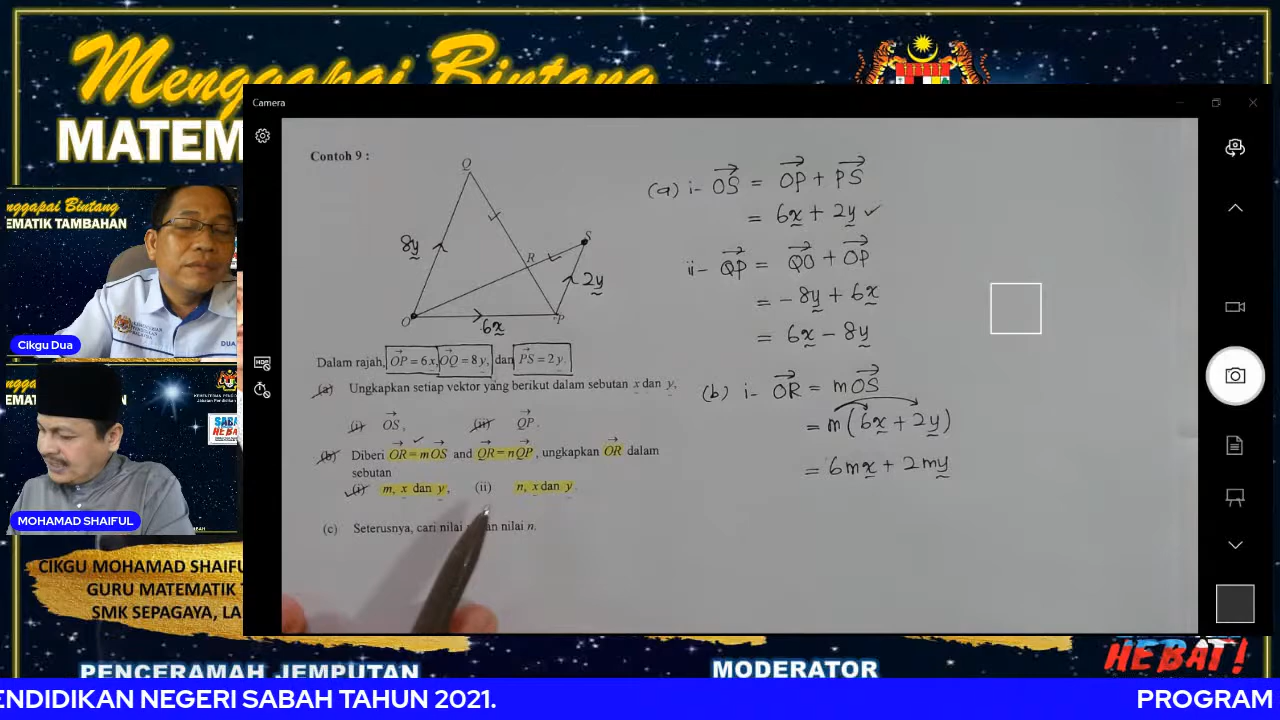 Menggapai Bintang
MATEM
nggapai Bintang
EMATIK TAMBAHAN
Cikgu Dua
MOHAMAD SHAIFUL
CIKGU MOHAMAD SHAIFU
GURU MATEMATIK T
SMK SEPAGAYA, LA
Camera
Contoh 9 :
Q
8y
R
S
2y
O
6x
P
Dalam rajah, OP = 6 x, OQ = 8 y, dan PS = 2 y.
(a) Ungkapkan setiap vektor yang berikut dalam sebutan x dan y,
(i) OS, (ii) QP.
(b) Diberi OR = mOS and QR = nQP, ungkapkan OR dalam
sebutan
(i) m, x dan y, (ii) n, x dan y.
(c) Seterusnya, cari nilai dan nilai n.
(a) i- OS = OP + PS
= 6x + 2y ✓
ii- QP = QO + OP
= -8y + 6x
= 6x - 8y
(b) i- OR = mOS
= m(6x + 2y)
= 6mx + 2my
PENCERAMAH JEMPUTAN
MODERATOR
HEBAT!
ENDIDIKAN NEGERI SABAH TAHUN 2021.
PROGRAM